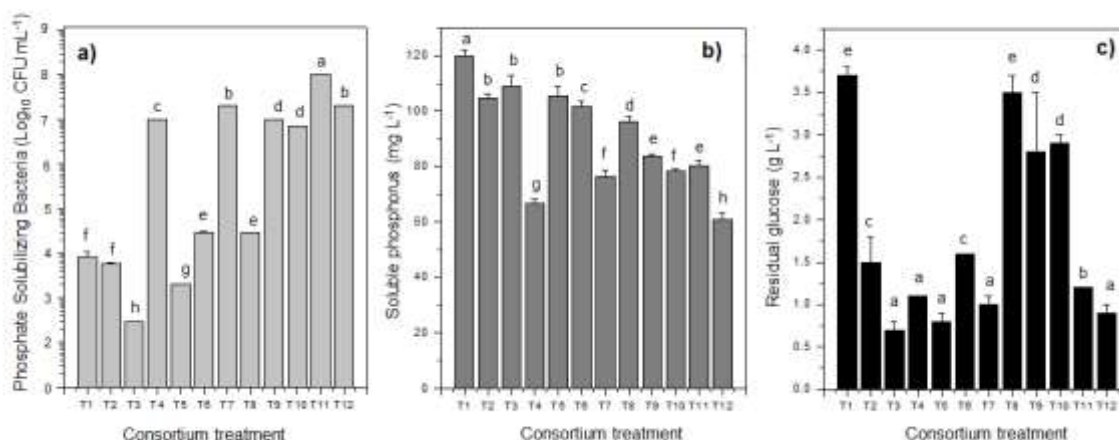 a)
Phosphate Solubilizing Bacteria (Log10 CFU mL-1)
9
8
7
6
5
4
3
2
1
0
f
f
h
c
g
e
b
e
d
d
a
b
T1 T2 T3 T4 T5 T6 T7 T8 T9 T10 T11 T12
Consortium treatment
b)
Soluble phosphorus (mg L-1)
120
100
80
60
40
20
0
a
b
b
g
b
c
f
d
e
f
e
h
T1 T2 T3 T4 T5 T6 T7 T8 T9 T10 T11 T12
Consortium treatment
c)
Residual glucose (g L-1)
4.0
3.5
3.0
2.5
2.0
1.5
1.0
0.5
0.0
e
c
a
a
a
c
a
e
d
d
b
a
T1 T2 T3 T4 T5 T6 T7 T8 T9 T10 T11 T12
Consortium treatment